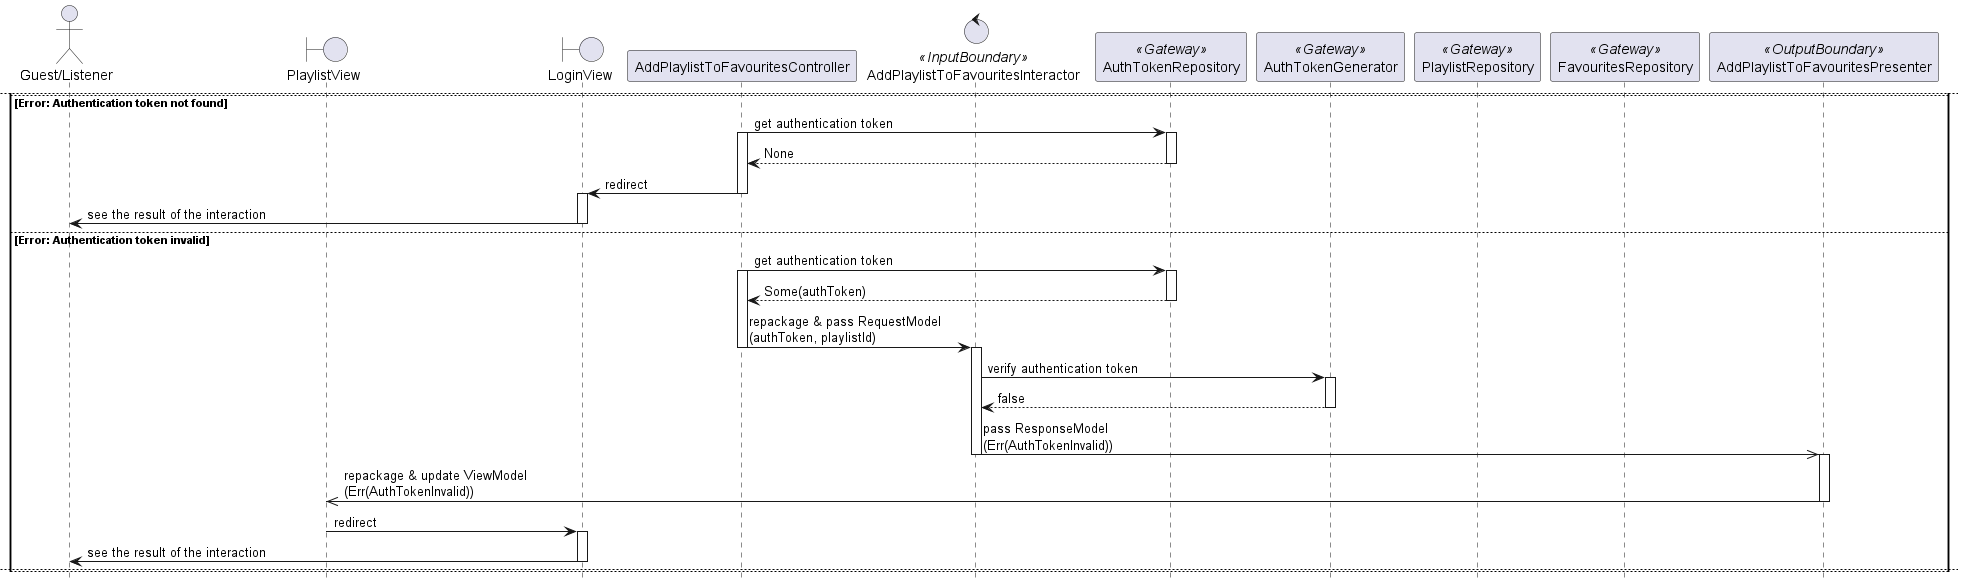 Guest/Listener
PlaylistView
LoginView
AddPlaylistToFavouritesController
«InputBoundary»
AddPlaylistToFavouritesInteractor
«Gateway»
AuthTokenRepository
«Gateway»
AuthTokenGenerator
«Gateway»
PlaylistRepository
«Gateway»
FavouritesRepository
«OutputBoundary»
AddPlaylistToFavouritesPresenter
[Error: Authentication token not found]
get authentication token
None
redirect
see the result of the interaction
[Error: Authentication token invalid]
get authentication token
Some(authToken)
repackage & pass RequestModel
(authToken, playlistId)
verify authentication token
false
pass ResponseModel
(Err(AuthTokenInvalid))
repackage & update ViewModel
(Err(AuthTokenInvalid))
redirect
see the result of the interaction